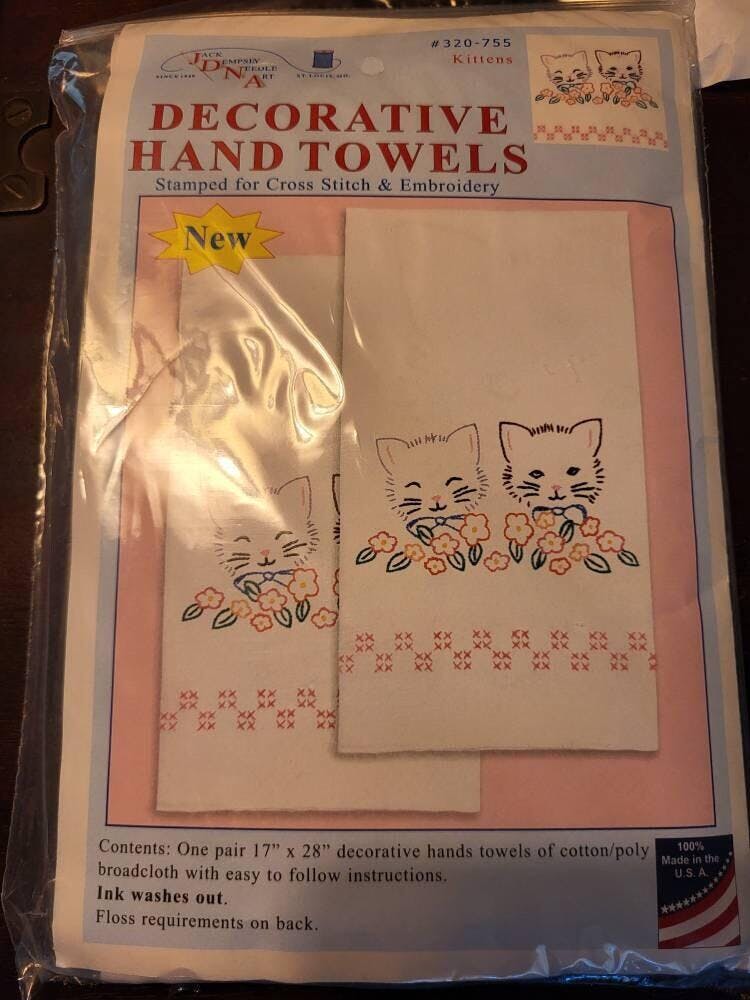 JACK
DEMPSEY
NEEDLE
ART
SINCE 1938
ST. LOUIS, MO.
#320-755
Kittens
DECORATIVE
HAND TOWELS
Stamped for Cross Stitch & Embroidery
New
Contents: One pair 17" x 28" decorative hands towels of cotton/poly
broadcloth with easy to follow instructions.
Ink washes out.
Floss requirements on back.
100%
Made in the
U.S.A.